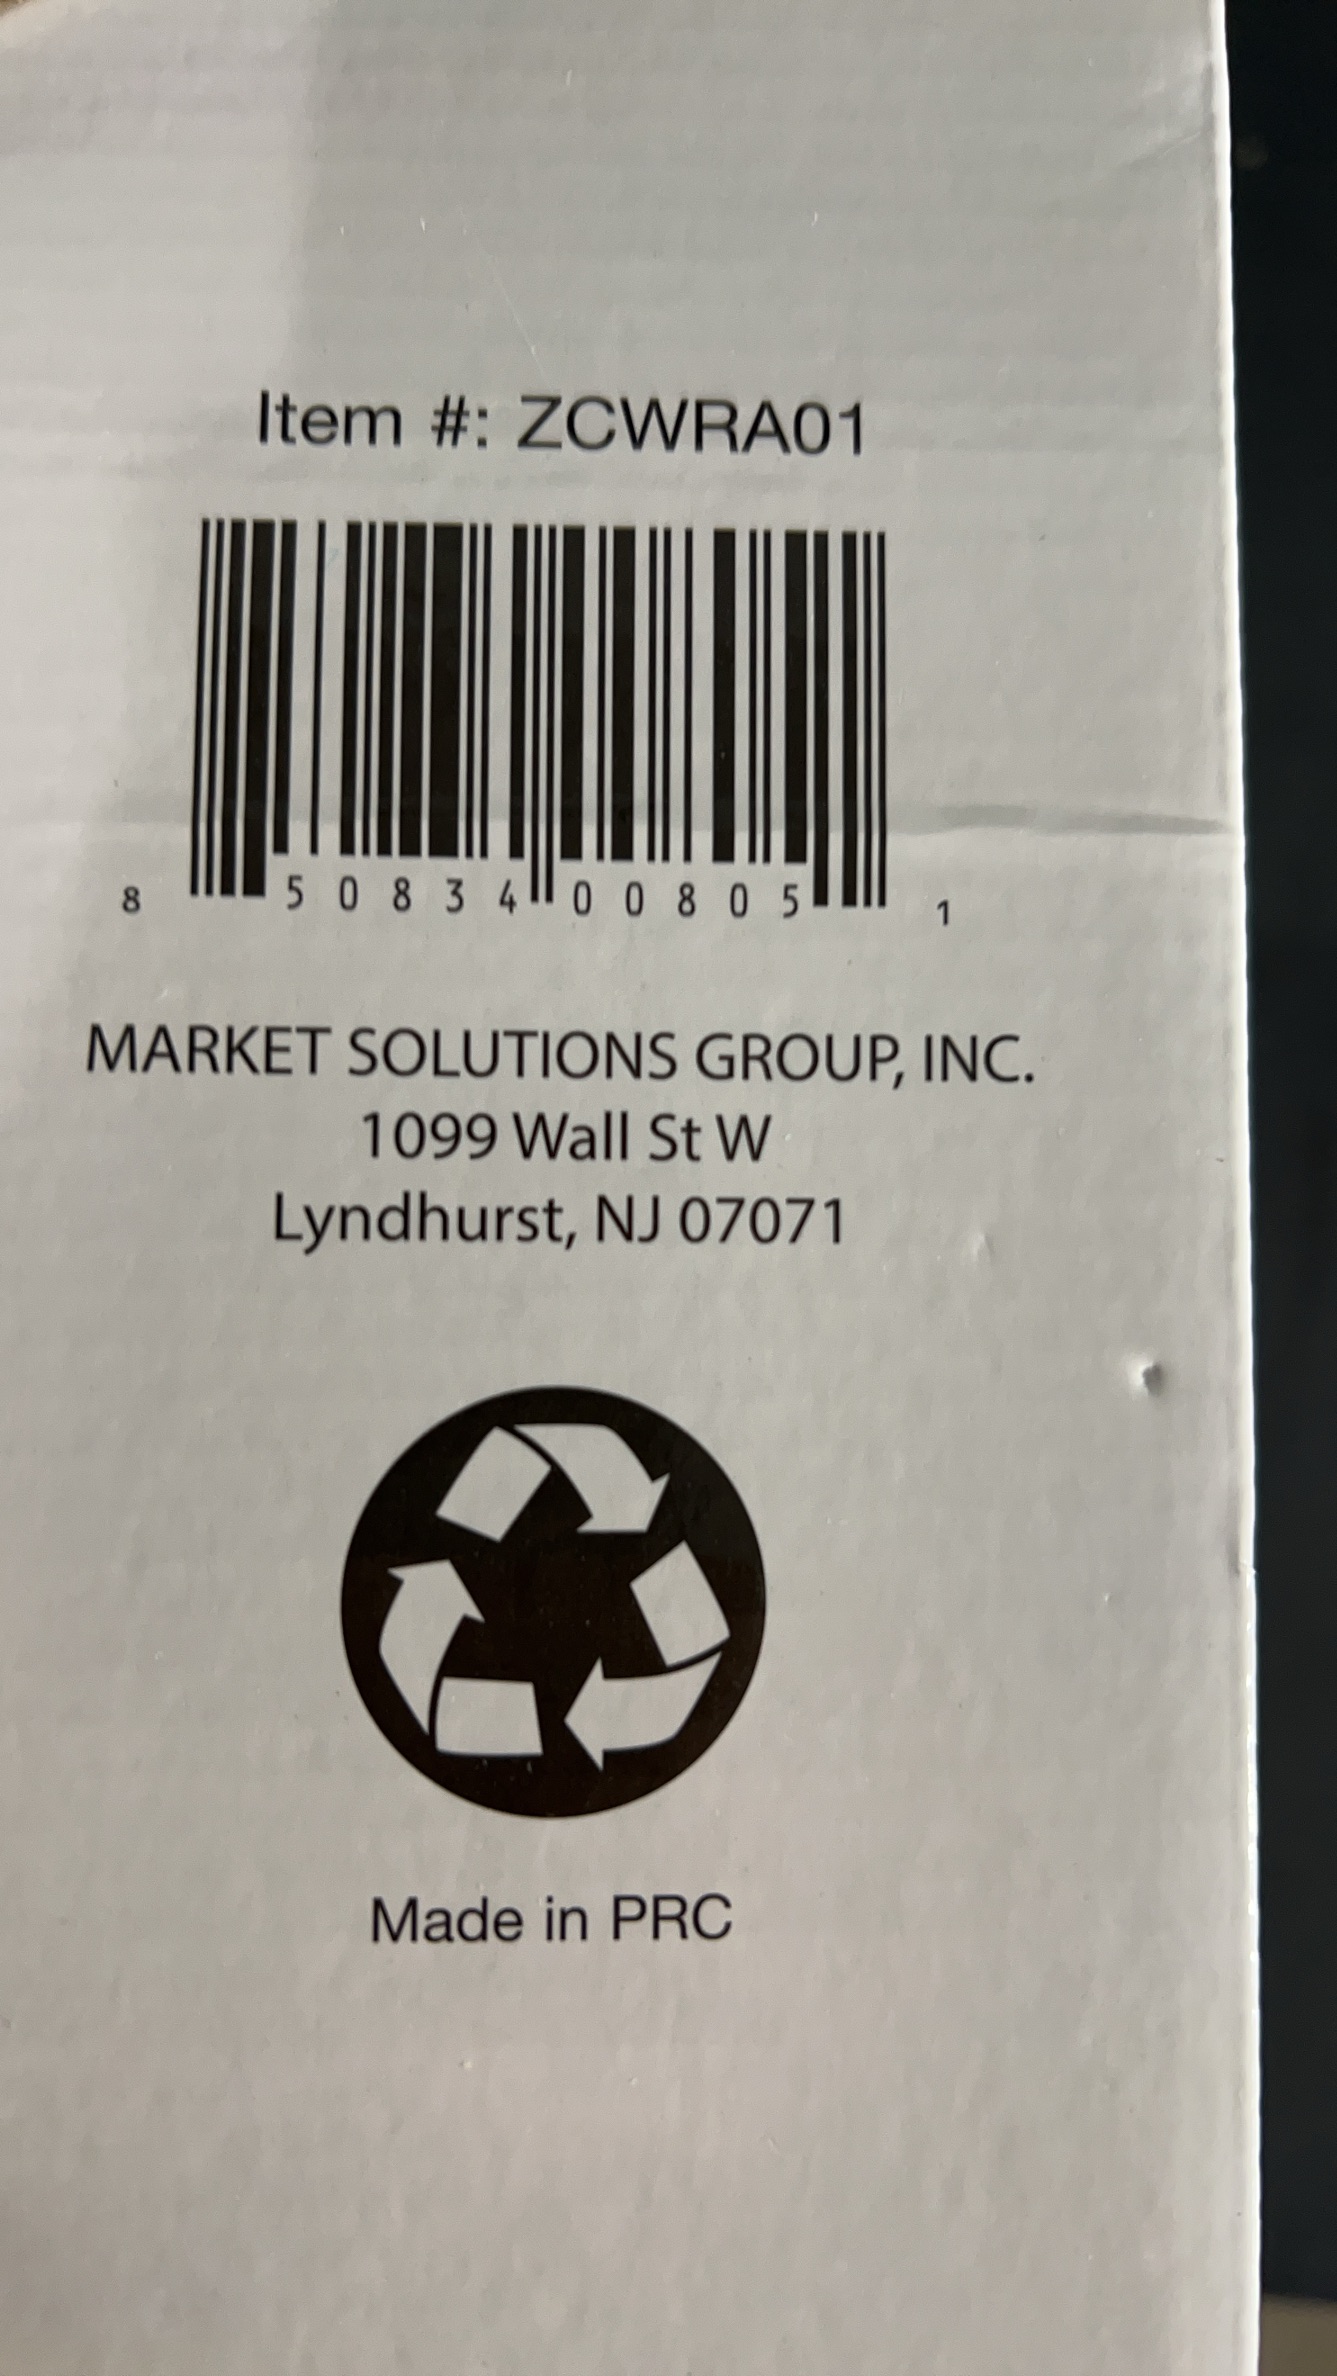 Item #: ZCWRA01
8 50834 00805 1
MARKET SOLUTIONS GROUP, INC.
1099 Wall St W
Lyndhurst, NJ 07071
Made in PRC